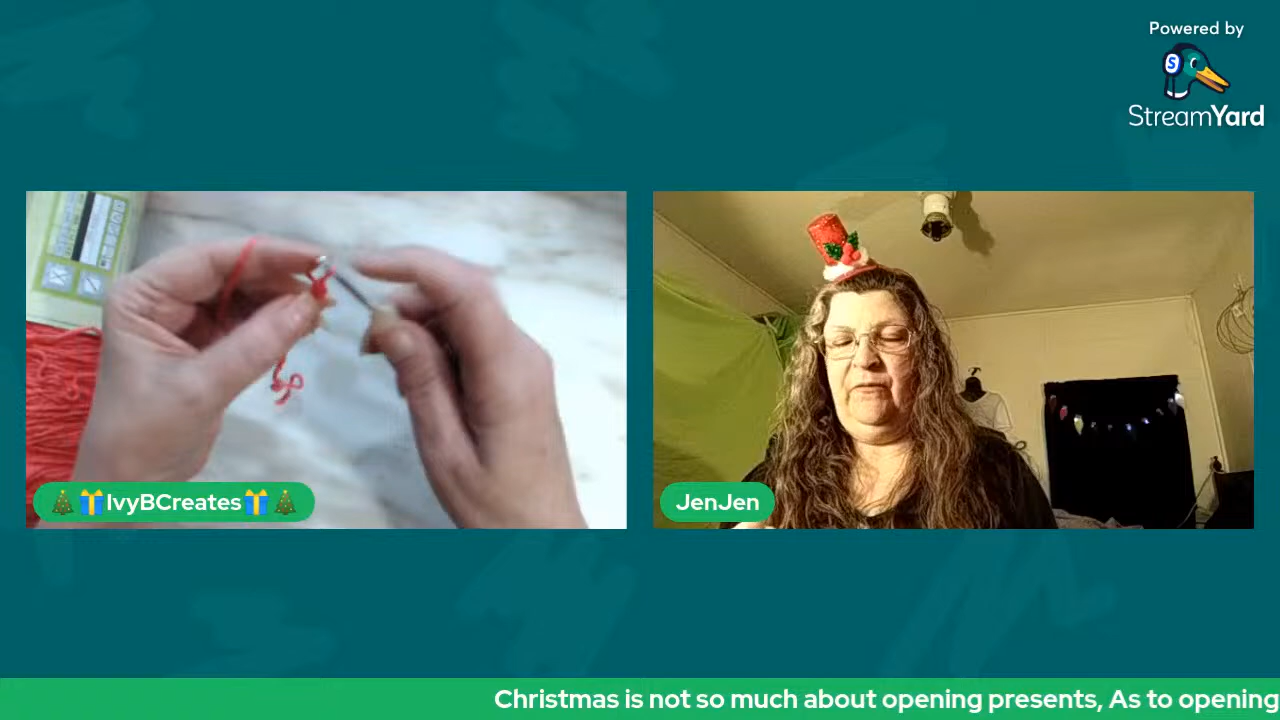 Powered by
S
StreamYard
🎄🎁IvyBCreates🎁🎄
JenJen
Christmas is not so much about opening presents, As to opening